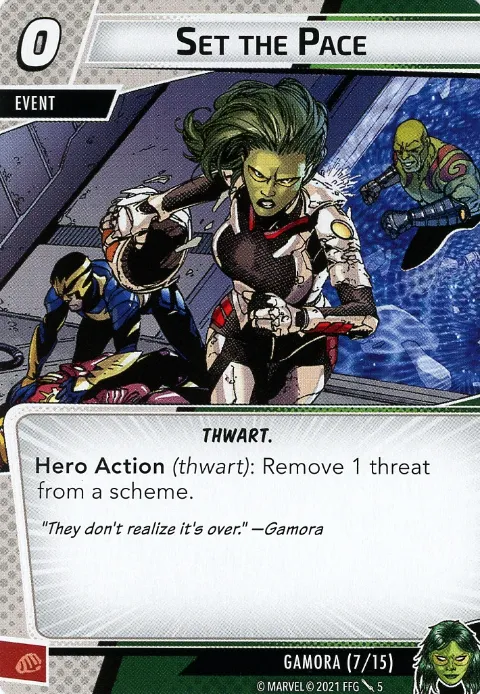 0
SET THE PACE
EVENT
THWART.
Hero Action (thwart): Remove 1 threat
from a scheme.
"They don't realize it's over." —Gamora
GAMORA (7/15)
© MARVEL © 2021 FFG 5